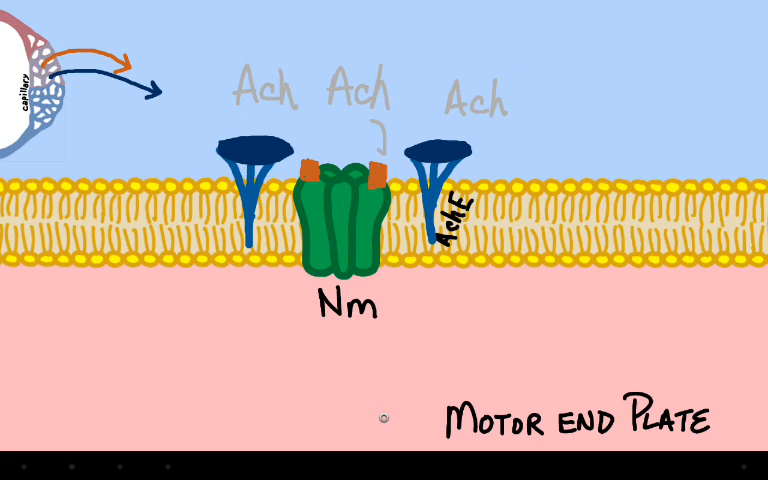 capillary
Ach Ach Ach
AchE
Nm
MOTOR END PLATE